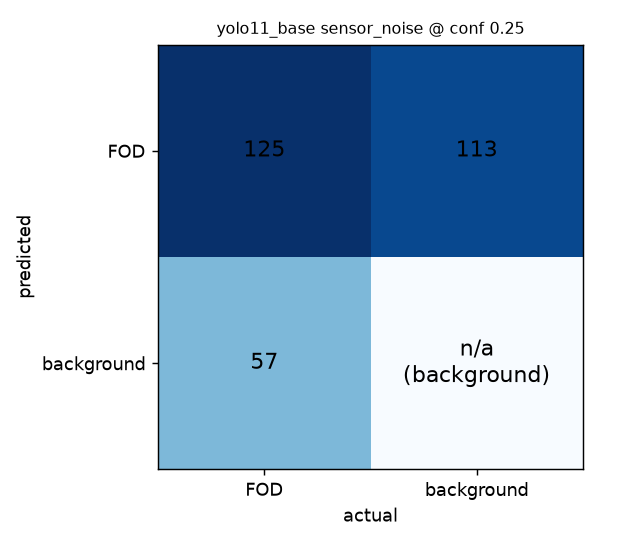 yolo11_base sensor_noise @ conf 0.25
predicted
FOD
125
113
background
57
n/a
(background)
FOD
background
actual